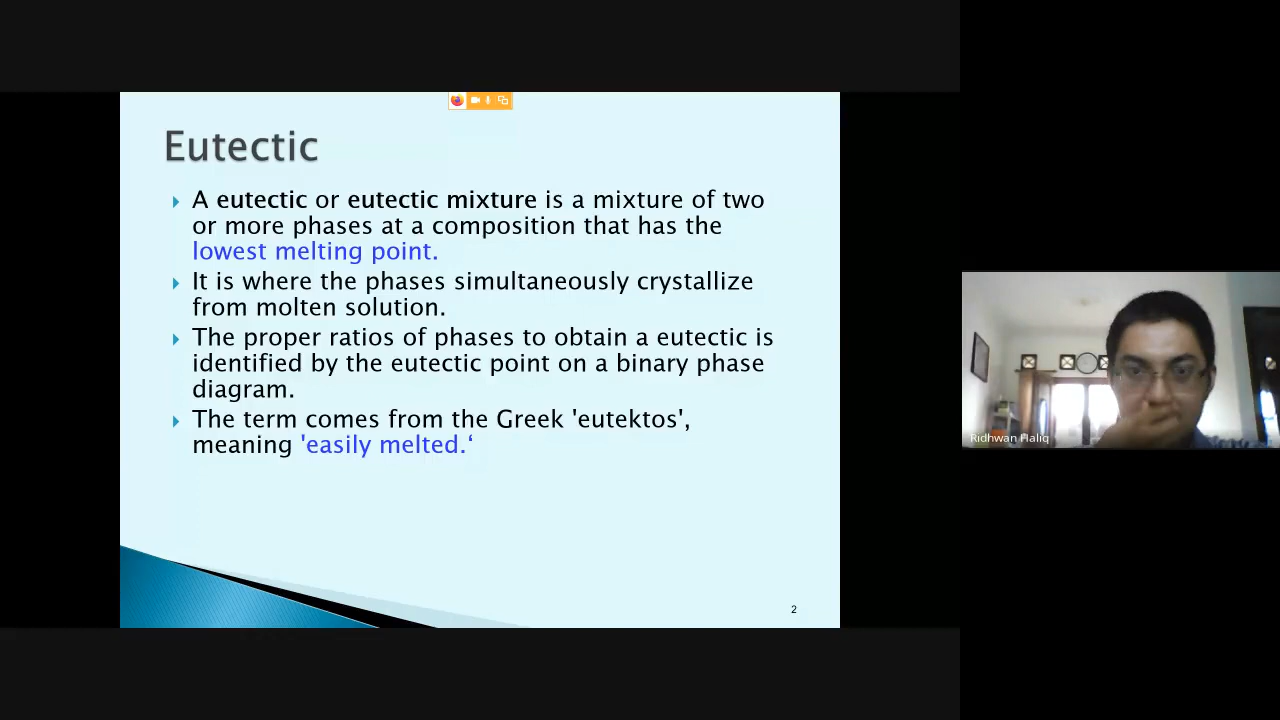 Eutectic
A eutectic or eutectic mixture is a mixture of two
or more phases at a composition that has the
lowest melting point.
It is where the phases simultaneously crystallize
from molten solution.
The proper ratios of phases to obtain a eutectic is
identified by the eutectic point on a binary phase
diagram.
The term comes from the Greek 'eutektos',
meaning 'easily melted.‘
2
Ridhwan Haliq